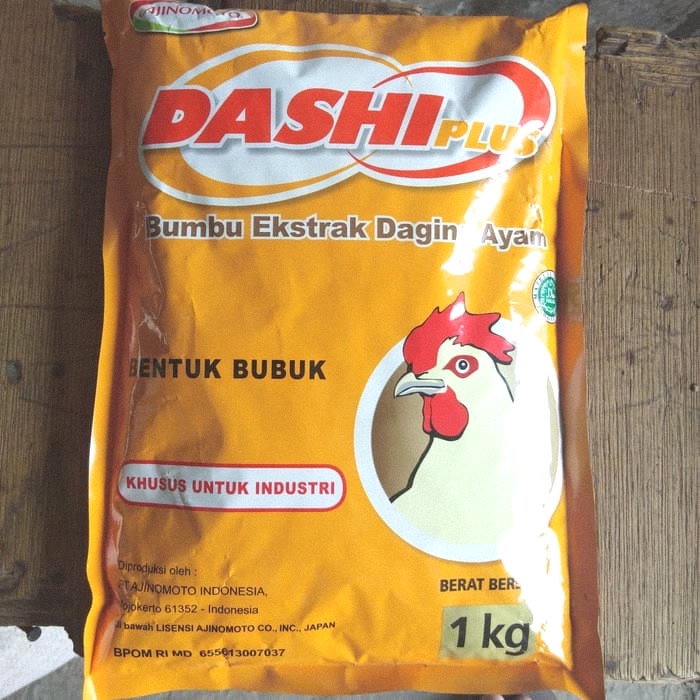 AJINOMOTO
DASHI PLUS
Bumbu Ekstrak Daging Ayam
BENTUK BUBUK
KHUSUS UNTUK INDUSTRI
Diproduksi oleh :
PT AJINOMOTO INDONESIA,
Mojokerto 61352 - Indonesia
di bawah LISENSI AJINOMOTO CO., INC., JAPAN
BERAT BERSIH
1 kg
BPOM RI MD 655613007037